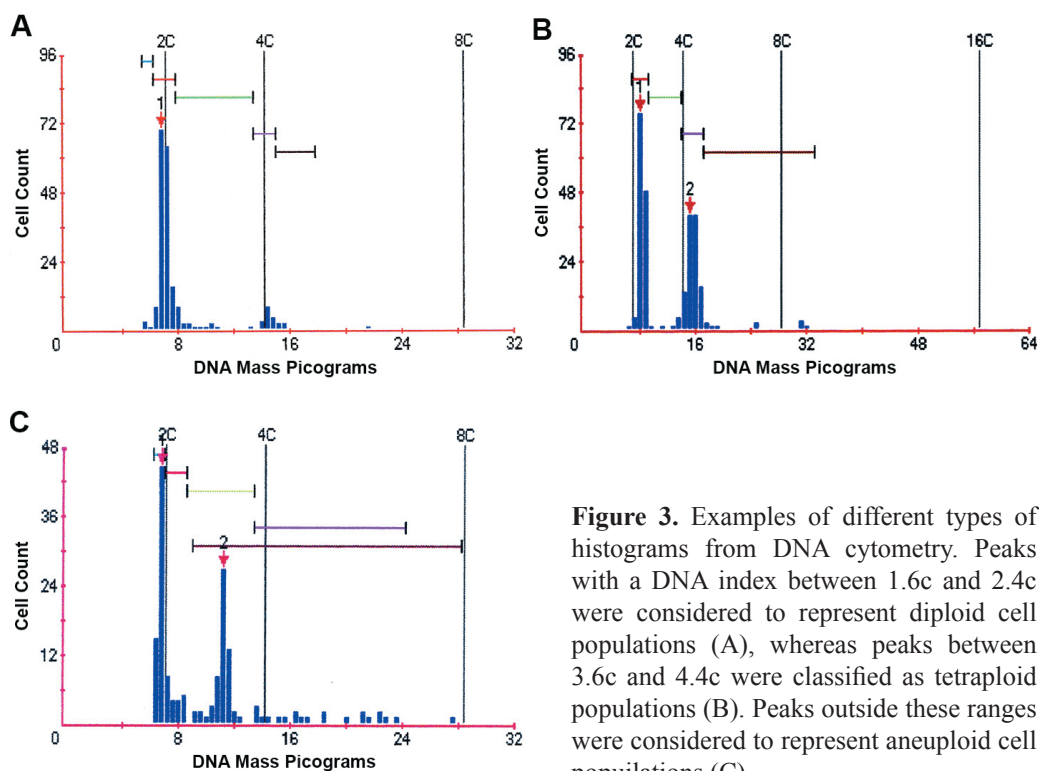 A
2C 4C 8C
96
72
48
24
1
Cell Count
0 8 16 24 32
DNA Mass Picograms
B
2C 4C 8C 16C
96
72
48
24
1
2
Cell Count
0 16 32 48 64
DNA Mass Picograms
C
2C 4C 8C
48
36
24
12
1
2
Cell Count
0 8 16 24 32
DNA Mass Picograms
Figure 3. Examples of different types of
histograms from DNA cytometry. Peaks
with a DNA index between 1.6c and 2.4c
were considered to represent diploid cell
populations (A), whereas peaks between
3.6c and 4.4c were classified as tetraploid
populations (B). Peaks outside these ranges
were considered to represent aneuploid cell
popuilations (C).